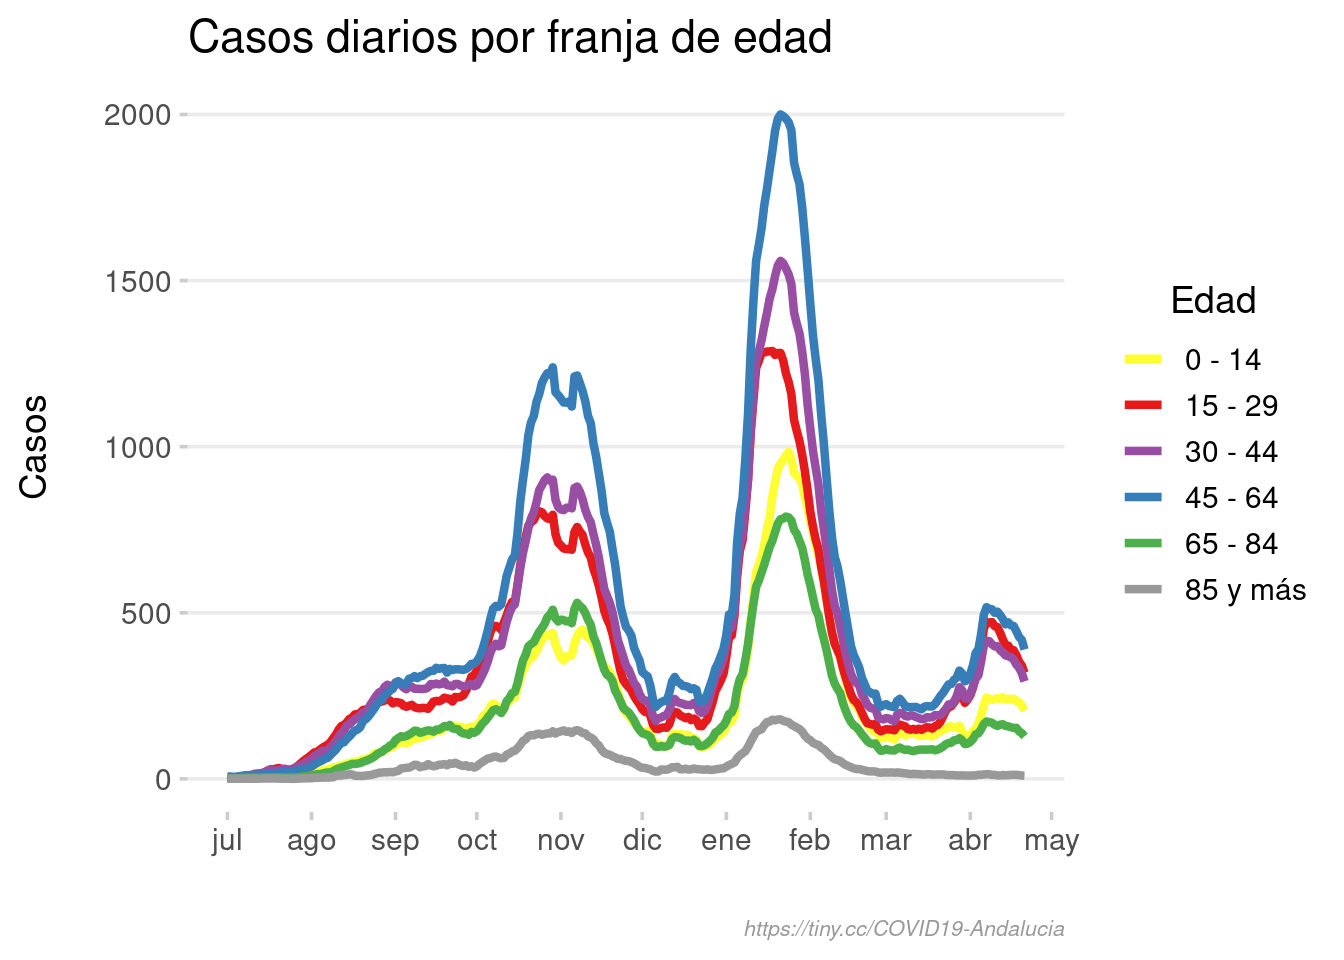 Casos diarios por franja de edad
2000
1500
1000
500
0
Casos
jul ago sep oct nov dic ene feb mar abr may
Edad
0 - 14
15 - 29
30 - 44
45 - 64
65 - 84
85 y más
https://tiny.cc/COVID19-Andalucia